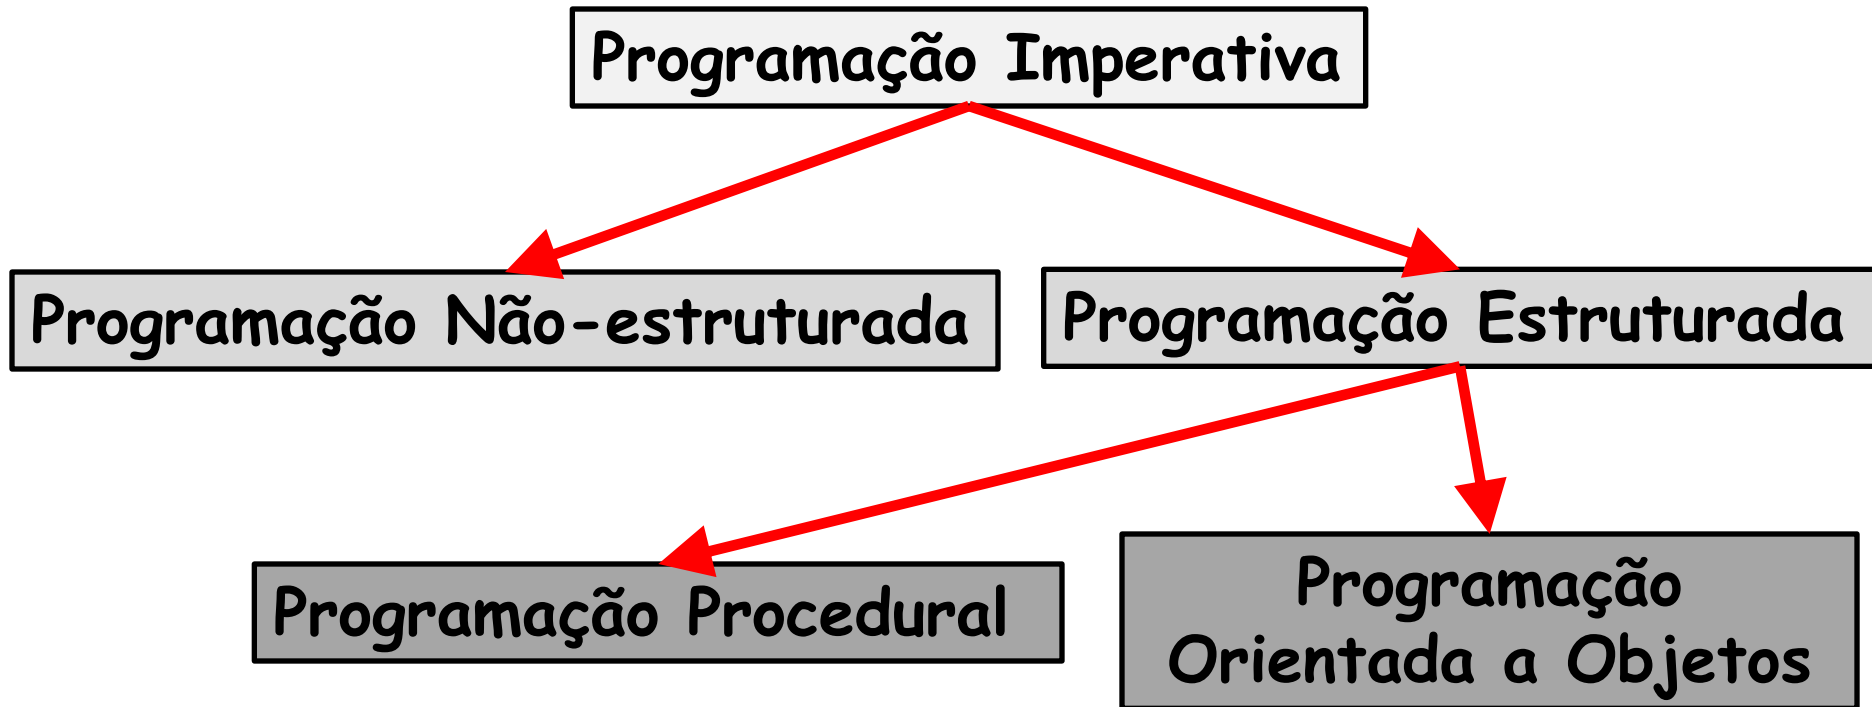 Programação Imperativa
Programação Não-estruturada
Programação Estruturada
Programação Procedural
Programação
Orientada a Objetos